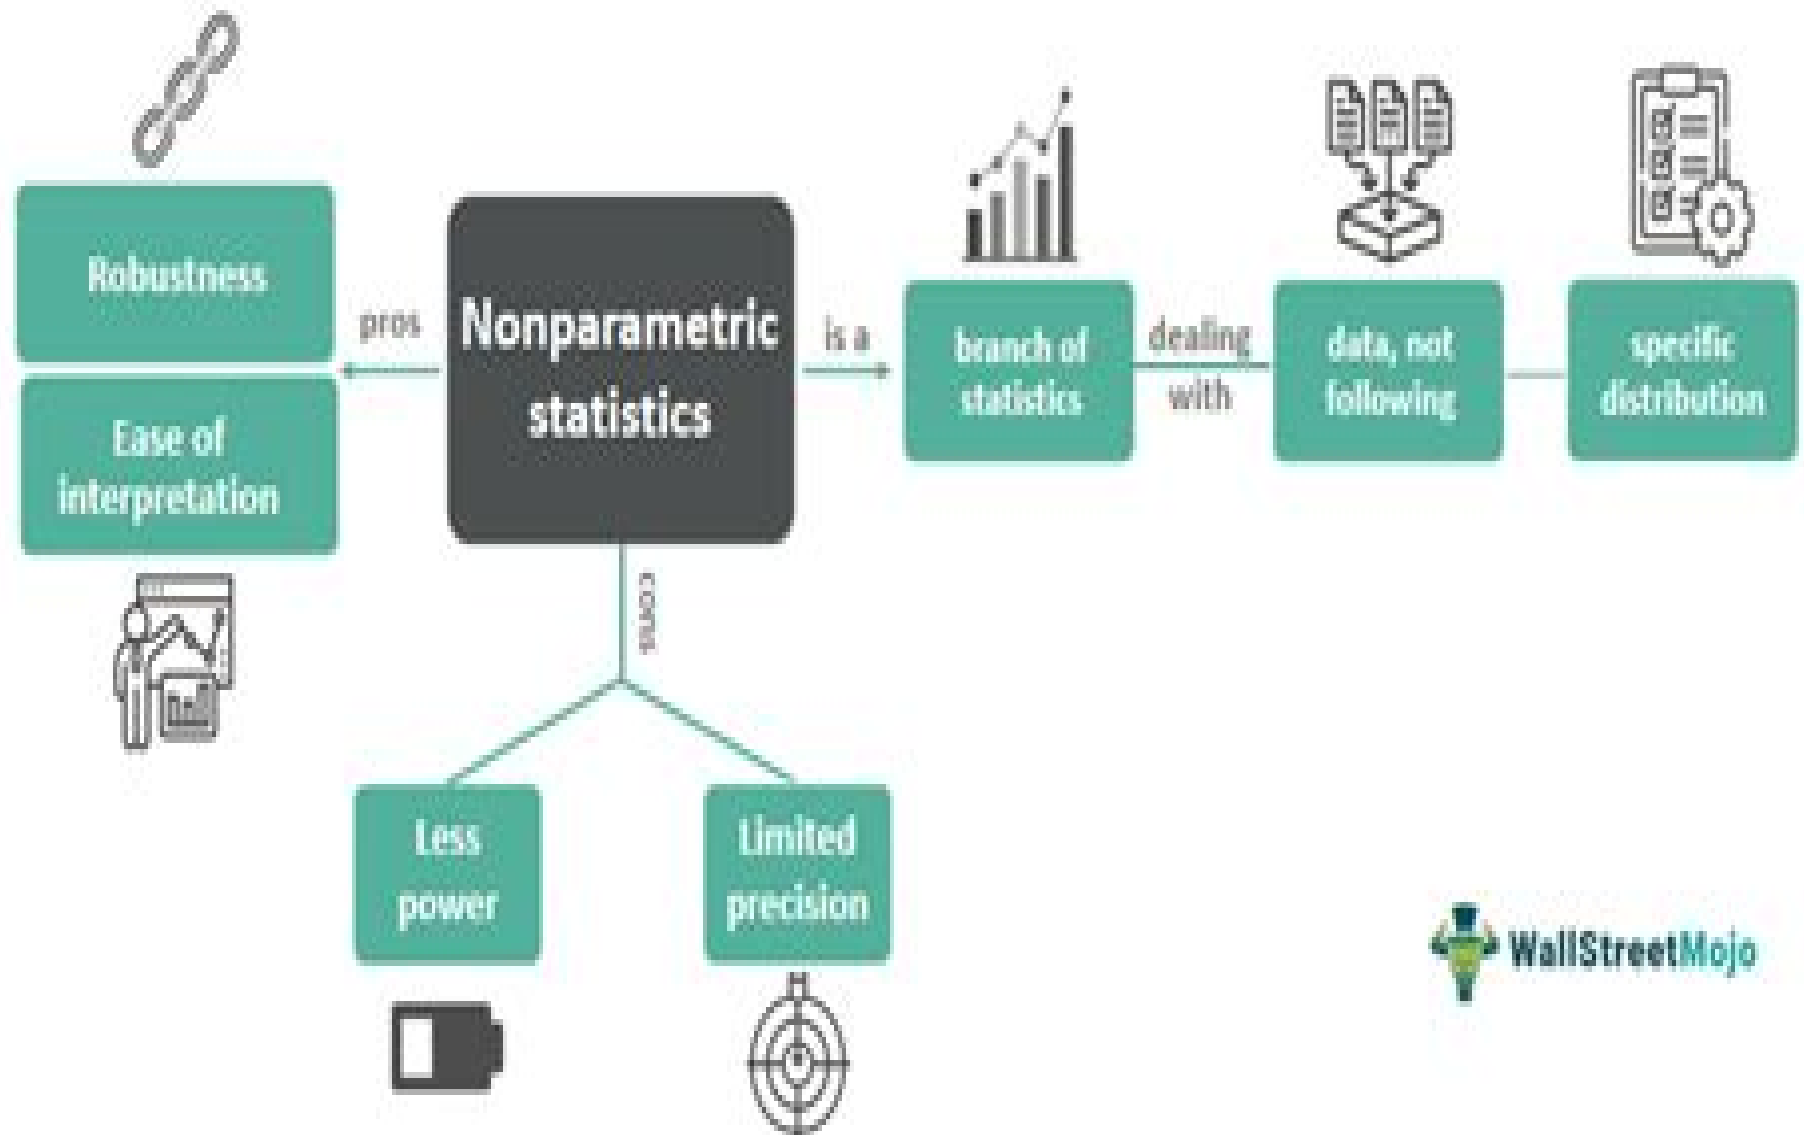 Robustness
Ease of
interpretation
pros
Nonparametric
statistics
is a
branch of
statistics
dealing
with
data, not
following
specific
distribution
cons
Less
power
Limited
precision
WallStreetMojo